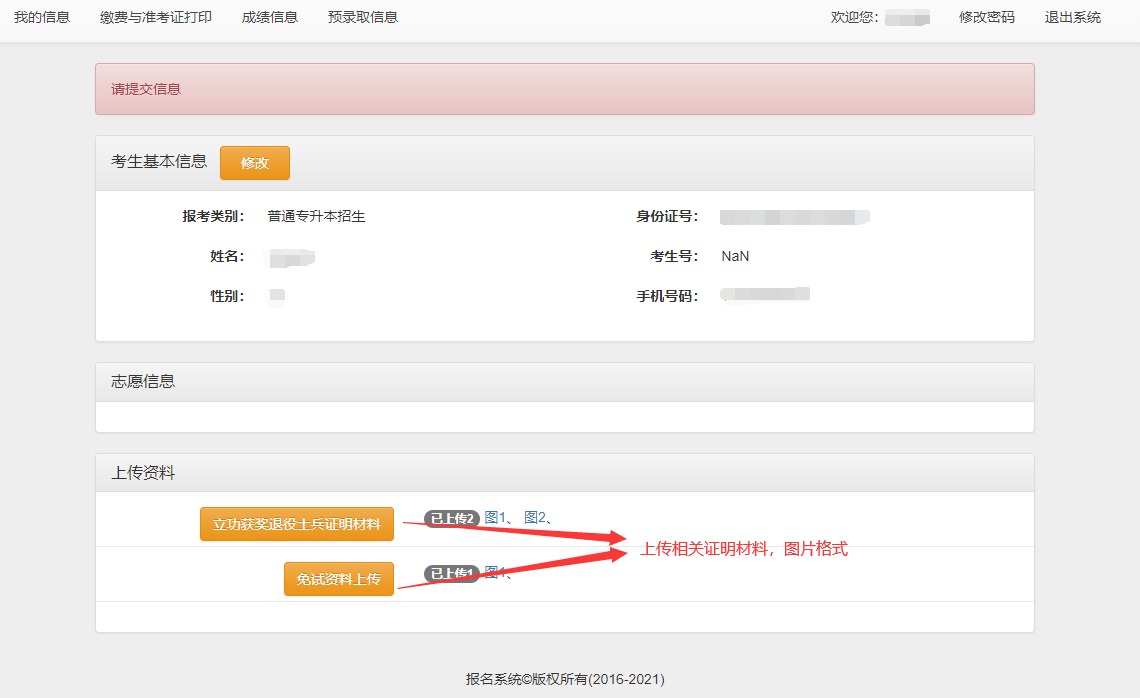 我的信息 缴费与准考证打印 成绩信息 预录取信息 欢迎您： 修改密码 退出系统
请提交信息
考生基本信息 修改
报考类别： 普通专升本招生 身份证号：
姓名： 考生号： NaN
性别： 手机号码：
志愿信息
上传资料
立功获奖退役士兵证明材料 已上传2 图1、 图2、
上传相关证明材料，图片格式
免试资料上传 已上传1 图1、
报名系统©版权所有(2016-2021)